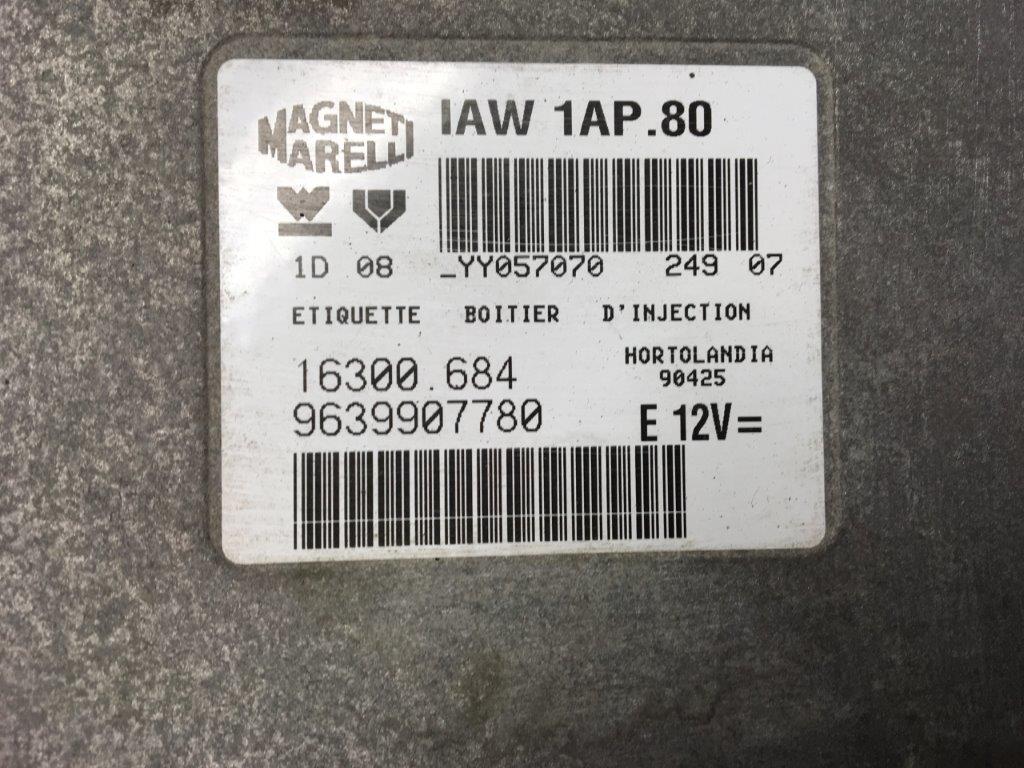 MAGNETI
MARELLI
IAW 1AP.80
1D 08 _YY057070 249 07
ETIQUETTE BOITIER D'INJECTION
HORTOLANDIA
90425
16300.684
9639907780
E 12V=